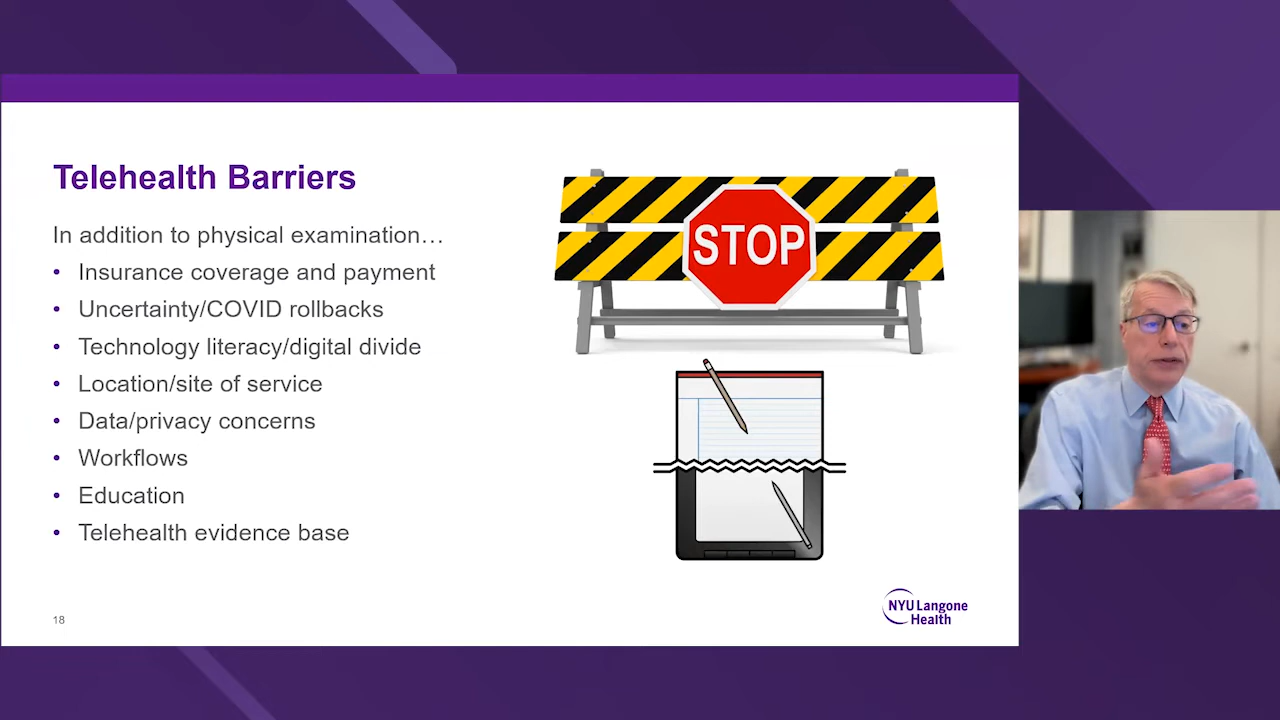 Telehealth Barriers
In addition to physical examination…
• Insurance coverage and payment
• Uncertainty/COVID rollbacks
• Technology literacy/digital divide
• Location/site of service
• Data/privacy concerns
• Workflows
• Education
• Telehealth evidence base
STOP
18
NYU Langone
Health